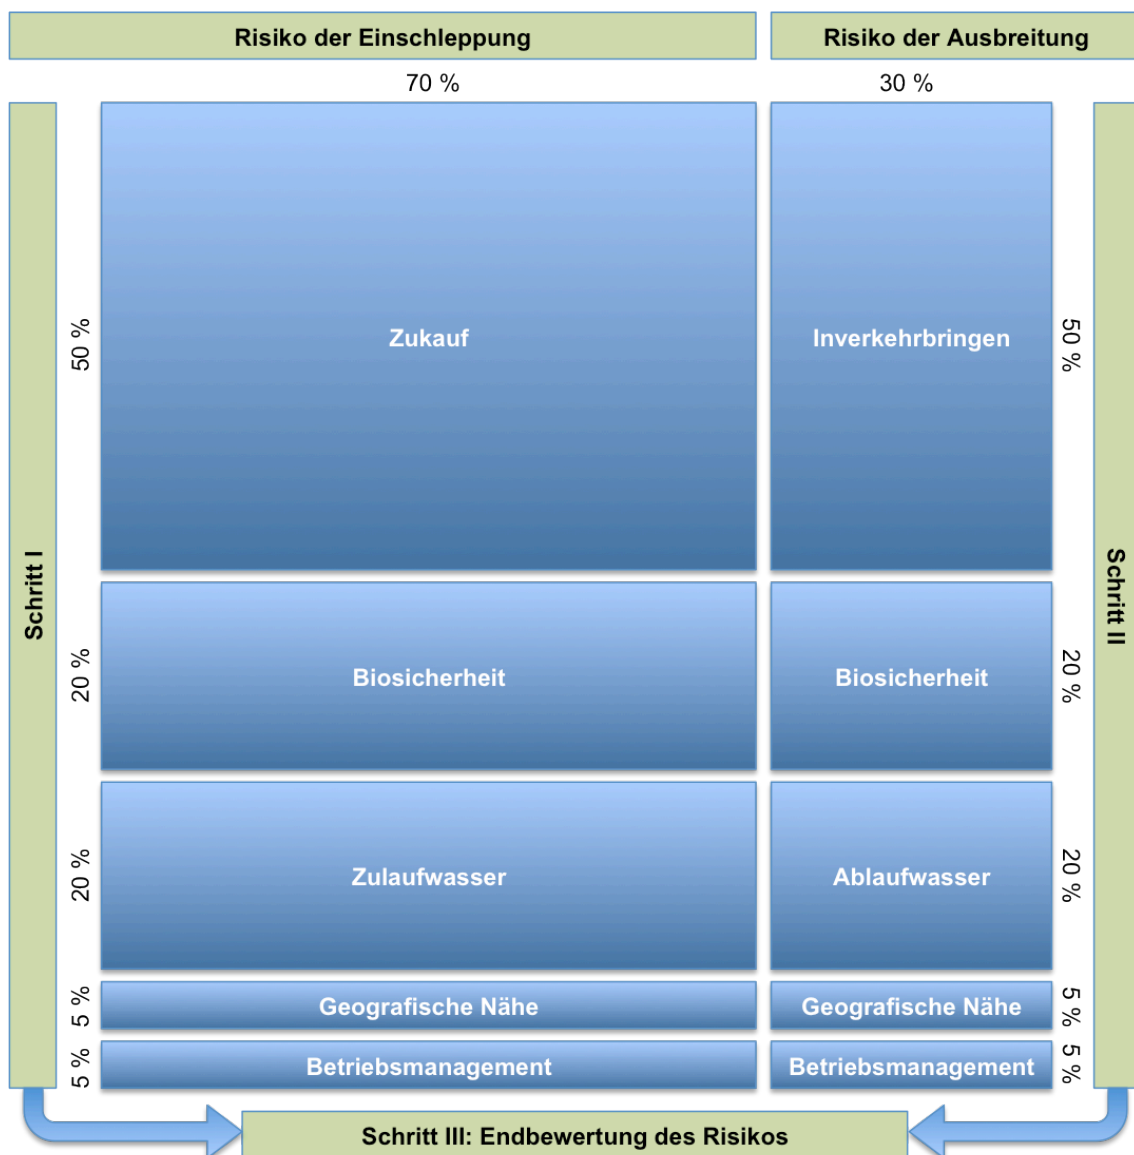 Risiko der Einschleppung
Risiko der Ausbreitung
70 %
30 %
Schritt I
50 %
Zukauf
Inverkehrbringen
50 %
Schritt II
20 %
Biosicherheit
Biosicherheit
20 %
20 %
Zulaufwasser
Ablaufwasser
20 %
5 %
Geografische Nähe
Geografische Nähe
5 %
5 %
Betriebsmanagement
Betriebsmanagement
5 %
Schritt III: Endbewertung des Risikos